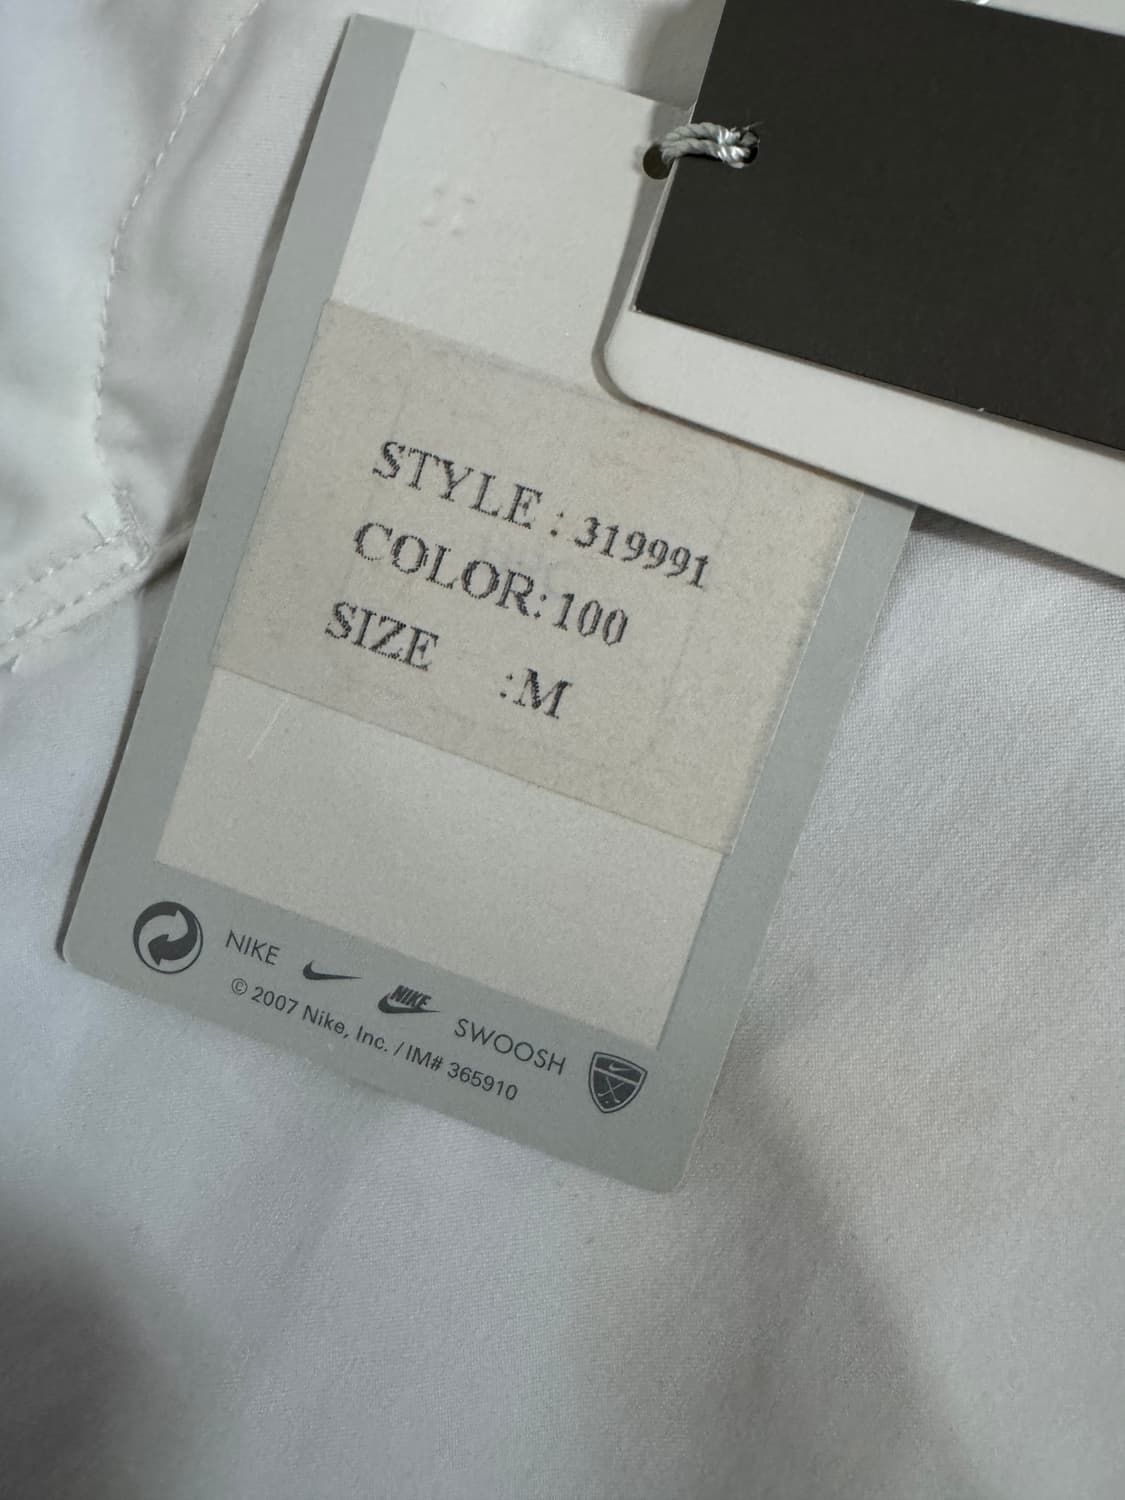 STYLE : 319991
COLOR: 100
SIZE :M
NIKE NIKE SWOOSH
© 2007 Nike, Inc. / IM# 365910